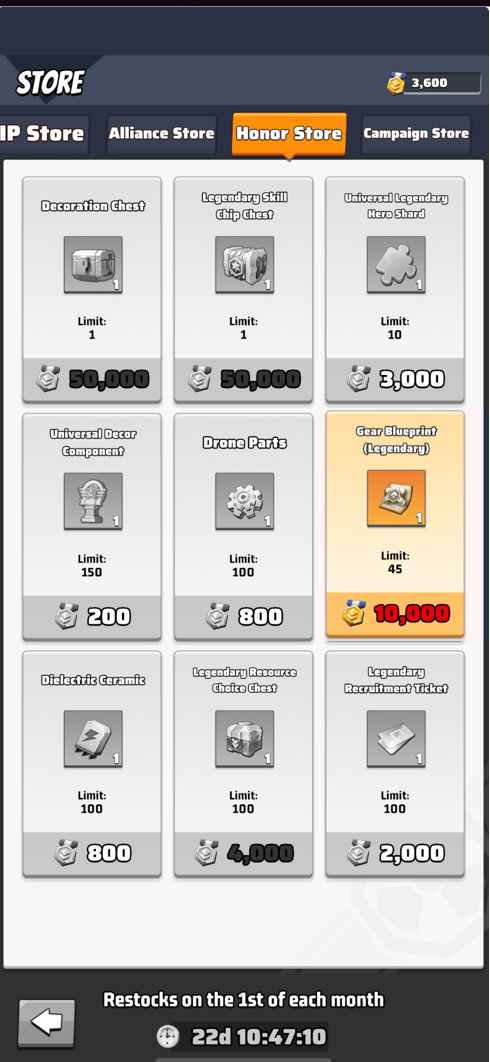 STORE
3,600
IP Store
Alliance Store
Honor Store
Campaign Store
Decoration Chest
1
Limit:
1
50,000
Legendary Skill
Chip Chest
1
Limit:
1
50,000
Universal Legendary
Hero Shard
1
Limit:
10
3,000
Universal Decor
Component
1
Limit:
150
200
Drone Parts
1
Limit:
100
800
Gear Blueprint
(Legendary)
1
Limit:
45
10,000
Dielectric Ceramic
1
Limit:
100
800
Legendary Resource
Choice Chest
1
Limit:
100
4,000
Legendary
Recruitment Ticket
1
Limit:
100
2,000
Restocks on the 1st of each month
22d 10:47:10